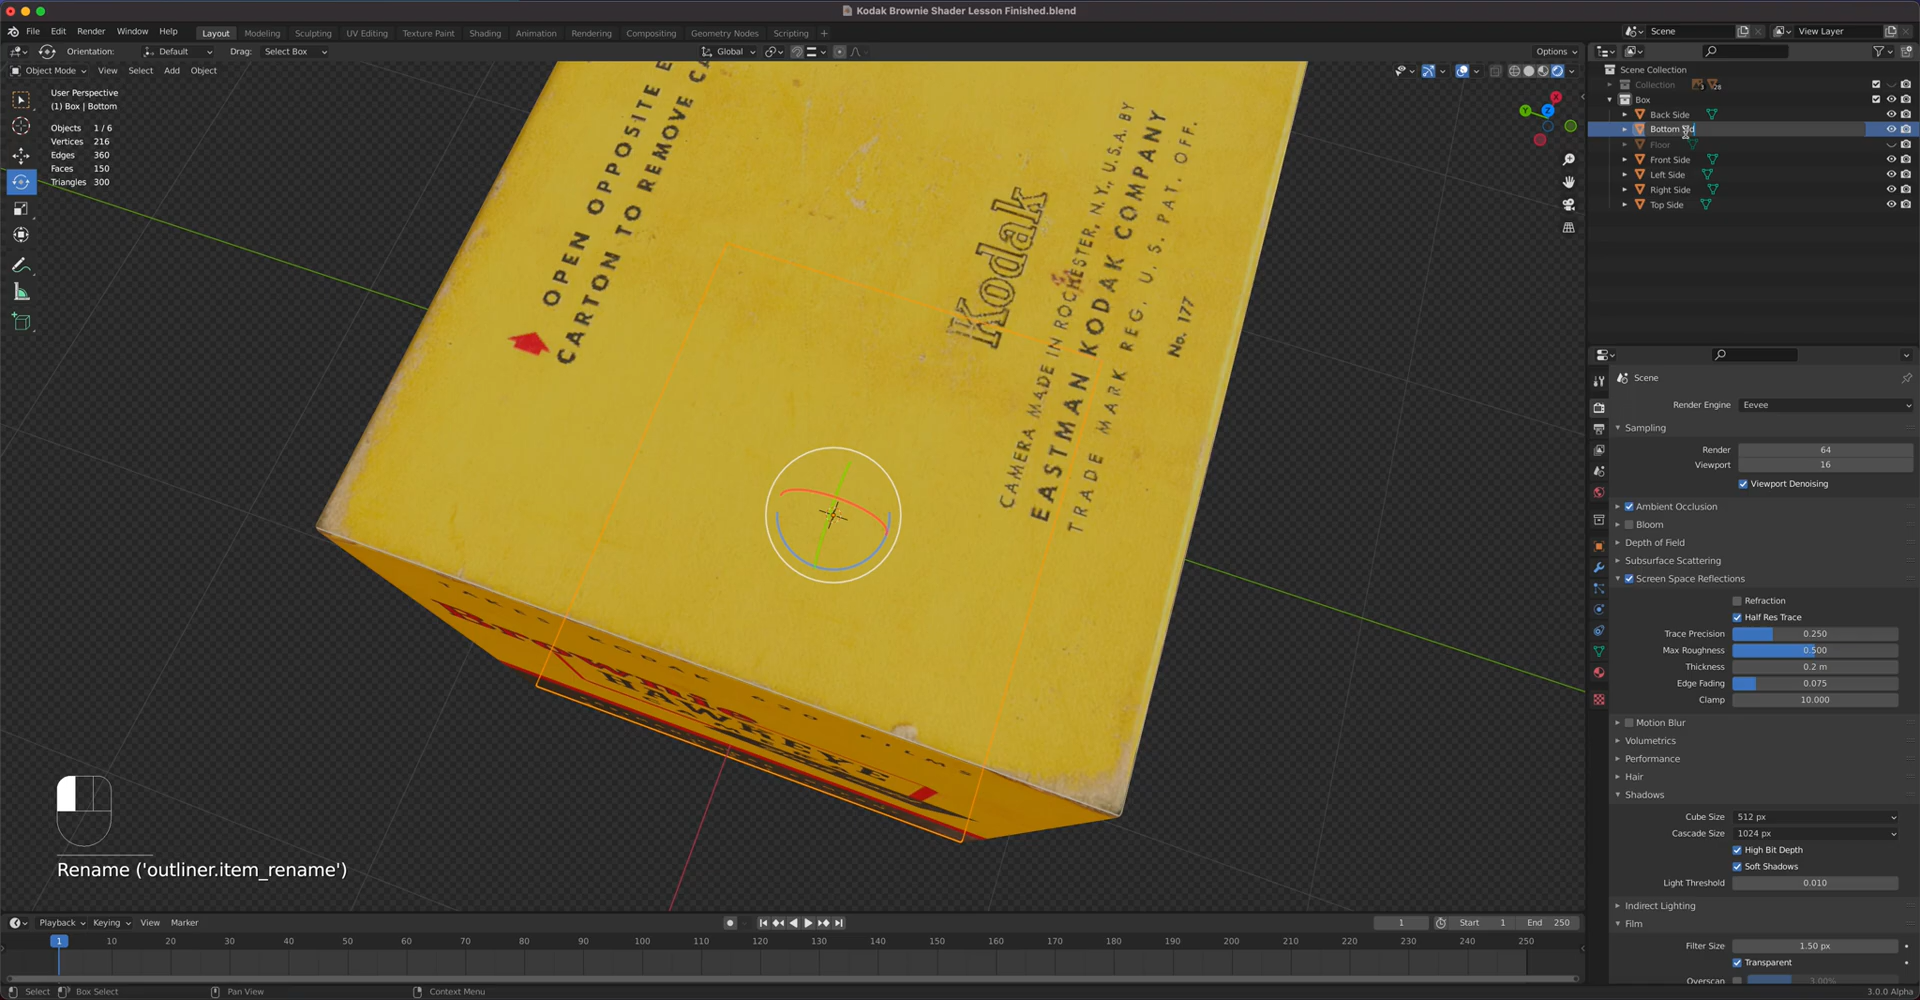 Kodak Brownie Shader Lesson Finished.blend
File Edit Render Window Help Layout Modeling Sculpting UV Editing Texture Paint Shading Animation Rendering Compositing Geometry Nodes Scripting + Scene View Layer
Orientation: Default Drag: Select Box Global Options
Object Mode View Select Add Object
User Perspective
(1) Box | Bottom
Objects 1 / 6
Vertices 216
Edges 360
Faces 150
Triangles 300
OPEN OPPOSITE
CARTON TO REMOVE
Kodak
CAMERA MADE IN ROCHESTER, N.Y., U.S.A. BY
EASTMAN KODAK COMPANY
TRADE MARK REG. U. S. PAT. OFF.
No. 177
KODAK 620 FILMS
BROWNIE
HAWKEYE
Rename ('outliner.item_rename')
Scene Collection
Collection
Box
Back Side
Bottom Sid
Floor
Front Side
Left Side
Right Side
Top Side
Scene
Render Engine Eevee
Sampling
Render 64
Viewport 16
Viewport Denoising
Ambient Occlusion
Bloom
Depth of Field
Subsurface Scattering
Screen Space Reflections
Refraction
Half Res Trace
Trace Precision 0.250
Max Roughness 0.500
Thickness 0.2 m
Edge Fading 0.075
Clamp 10.000
Motion Blur
Volumetrics
Performance
Hair
Shadows
Cube Size 512 px
Cascade Size 1024 px
High Bit Depth
Soft Shadows
Light Threshold 0.010
Indirect Lighting
Film
Filter Size 1.50 px
Transparent
Overscan 3.00%
Playback Keying View Marker 1 Start 1 End 250
1 10 20 30 40 50 60 70 80 90 100 110 120 130 140 150 160 170 180 190 200 210 220 230 240 250
Select Box Select Pan View Context Menu 3.0.0 Alpha